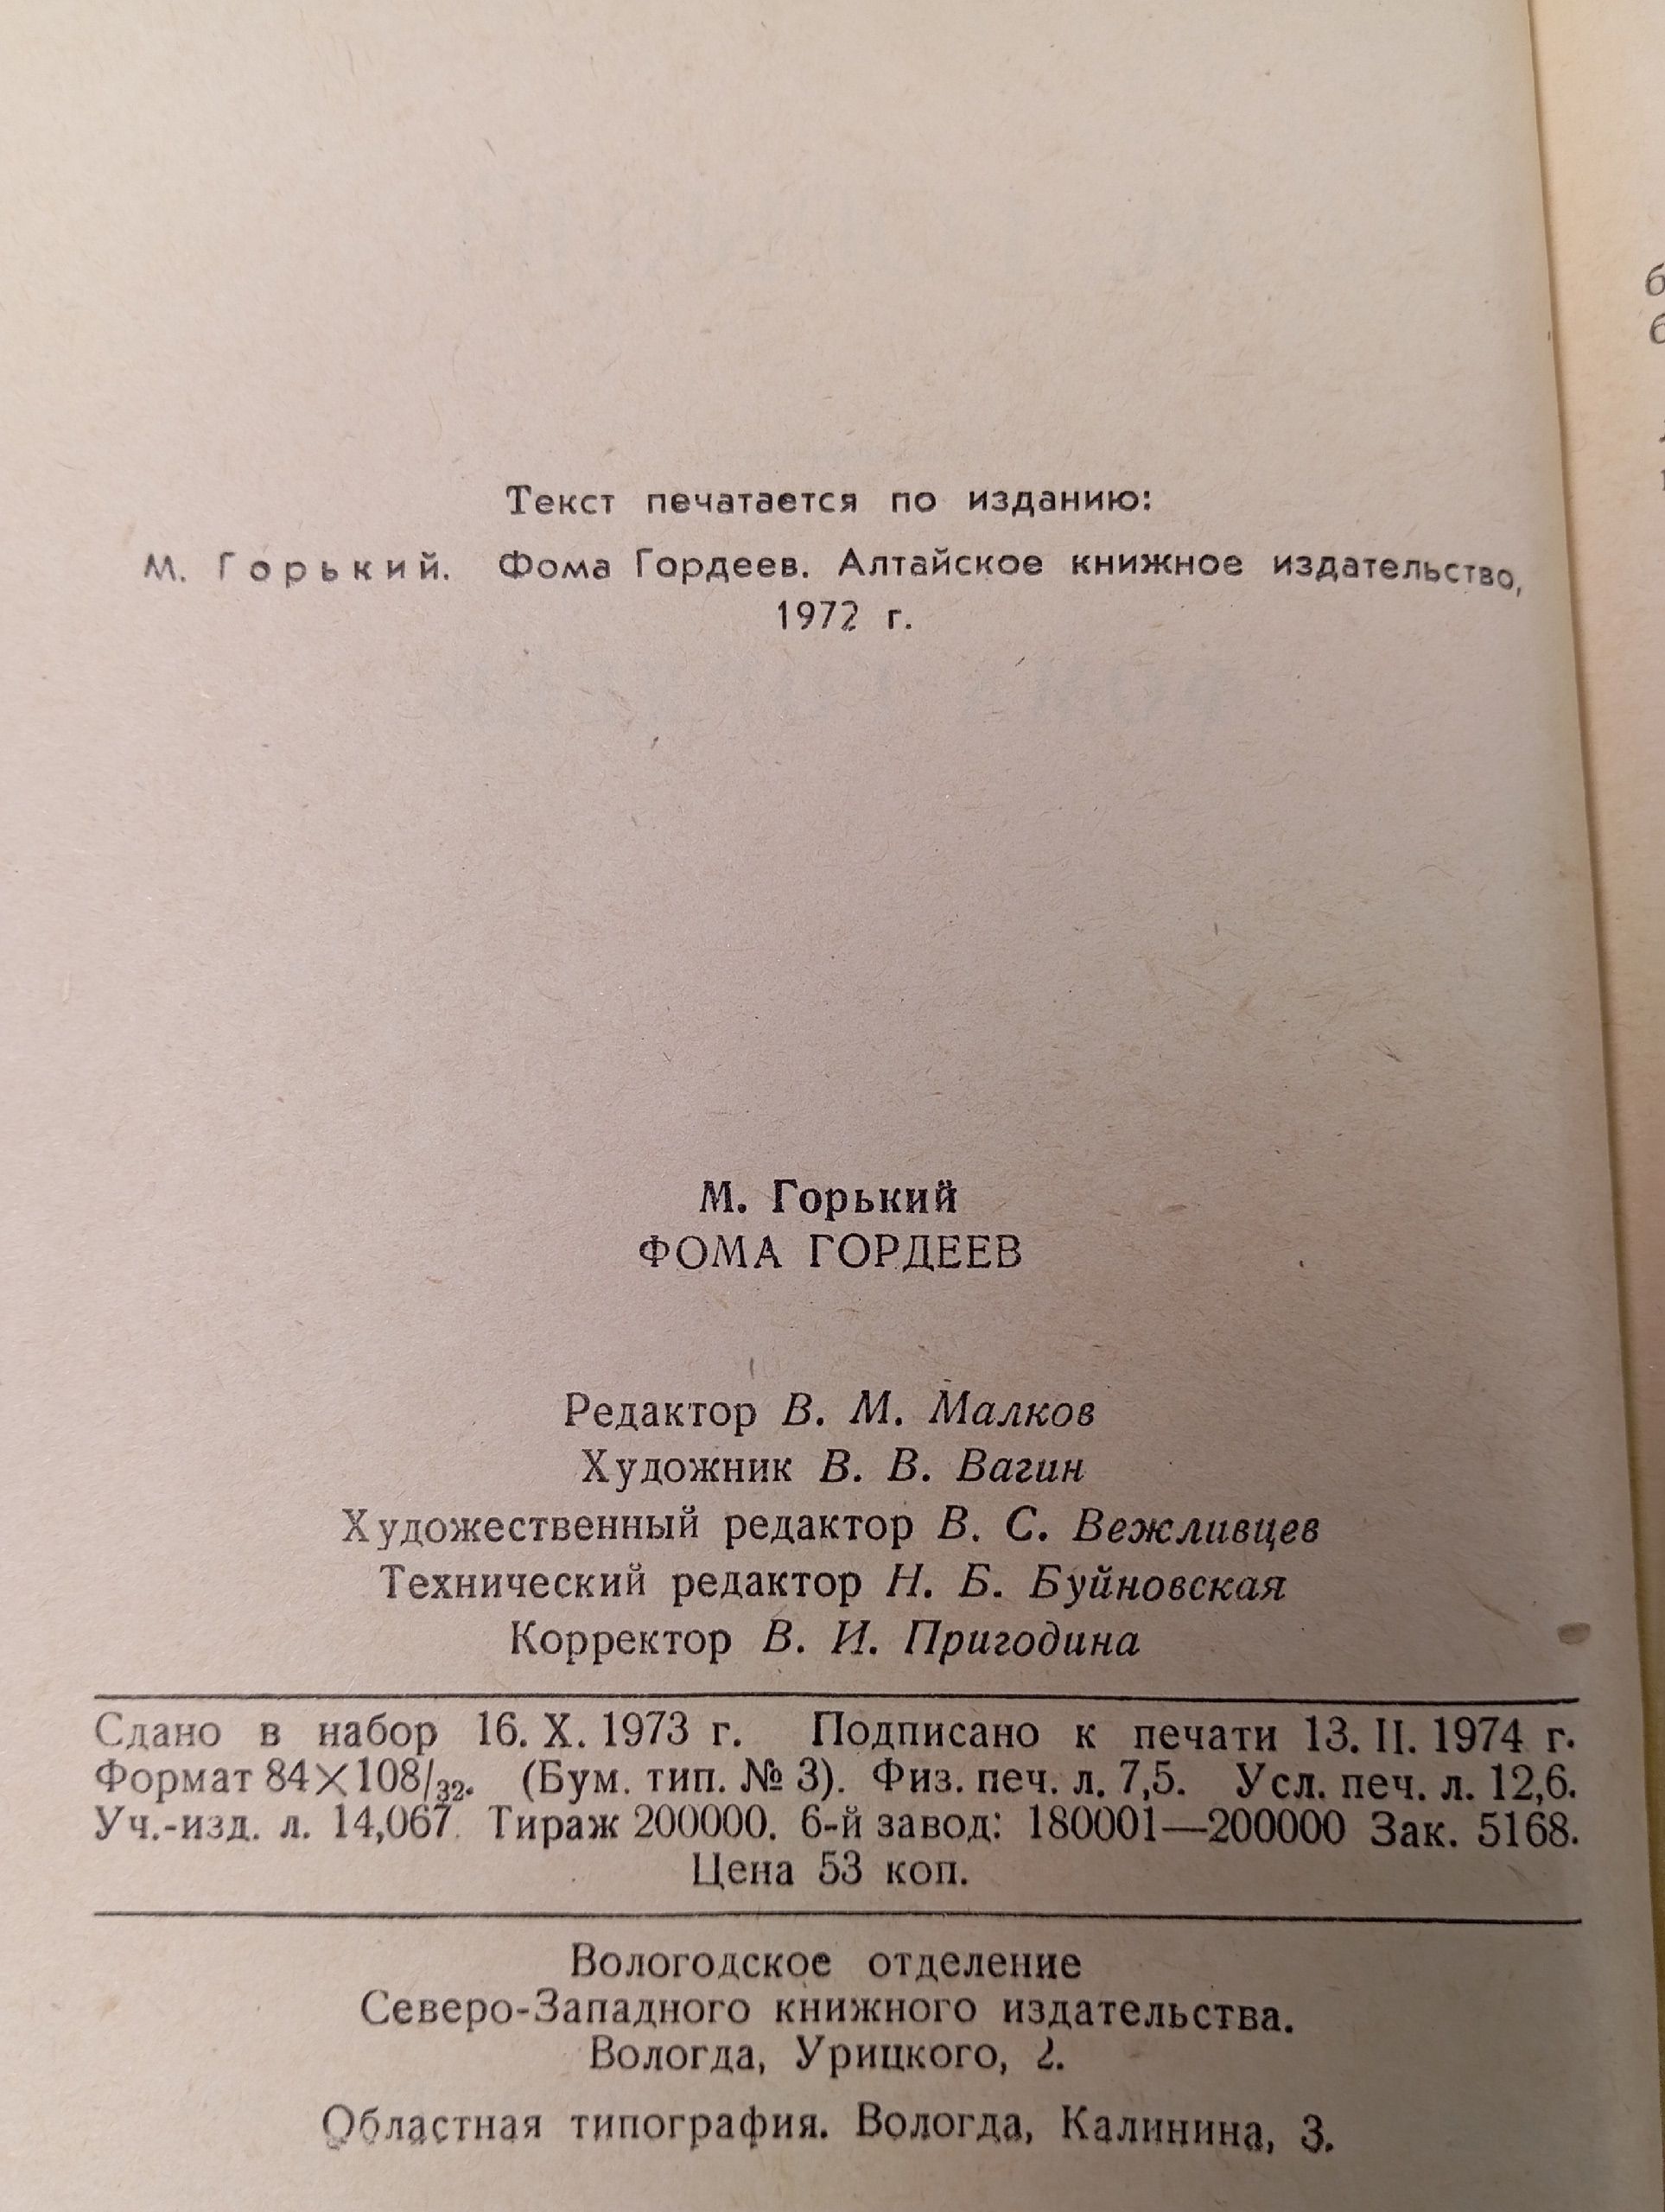 Текст печатается по изданию:
М. Горький. Фома Гордеев. Алтайское книжное издательство,
1972 г.
М. Горький
ФОМА ГОРДЕЕВ
Редактор В. М. Малков
Художник В. В. Вагин
Художественный редактор В. С. Вежливцев
Технический редактор Н. Б. Буйновская
Корректор В. И. Пригодина
Сдано в набор 16. X. 1973 г. Подписано к печати 13. II. 1974 г.
Формат 84×108/32. (Бум. тип. № 3). Физ. печ. л. 7,5. Усл. печ. л. 12,6.
Уч.-изд. л. 14,067. Тираж 200000. 6-й завод: 180001—200000 Зак. 5168.
Цена 53 коп.
Вологодское отделение
Северо-Западного книжного издательства.
Вологда, Урицкого, 2.
Областная типография. Вологда, Калинина, 3.